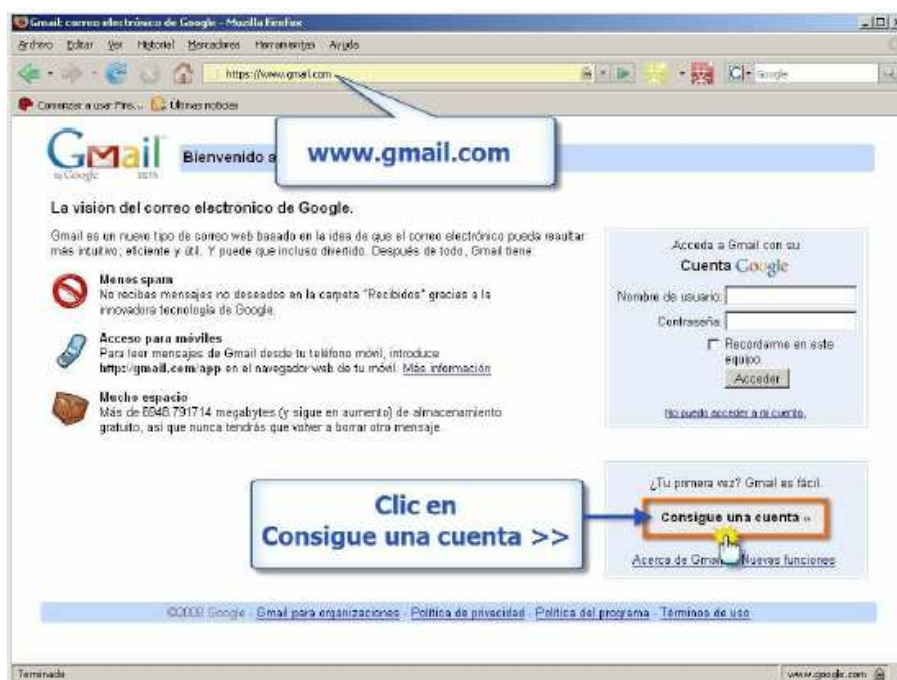 Gmail: correo electrónico de Google - Mozilla Firefox
Archivo Editar Ver Historial Marcadores Herramientas Ayuda
https://www.gmail.com
Google
Comenzar a usar Fire... Últimas noticias
www.gmail.com
Gmail
by Google BETA
Bienvenido a
La visión del correo electrónico de Google.
Gmail es un nuevo tipo de correo web basado en la idea de que el correo electrónico pueda resultar
más intuitivo, eficiente y útil. Y puede que incluso divertido. Después de todo, Gmail tiene:
Menos spam
No recibas mensajes no deseados en la carpeta "Recibidos" gracias a la
innovadora tecnología de Google.
Acceso para móviles
Para leer mensajes de Gmail desde tu teléfono móvil, introduce
http://gmail.com/app en el navegador web de tu móvil. Más información
Mucho espacio
Más de 6948.791714 megabytes (y sigue en aumento) de almacenamiento
gratuito, así que nunca tendrás que volver a borrar otro mensaje.
Acceda a Gmail con su
Cuenta Google
Nombre de usuario:
Contraseña:
Recordarme en este
equipo.
Acceder
No puedo acceder a mi cuenta.
¿Tu primera vez? Gmail es fácil.
Consigue una cuenta »
Acerca de Gmail Nuevas funciones
Clic en
Consigue una cuenta >>
Google - Gmail para organizaciones - Política de privacidad - Política del programa - Términos de uso
Terminado
www.google.com